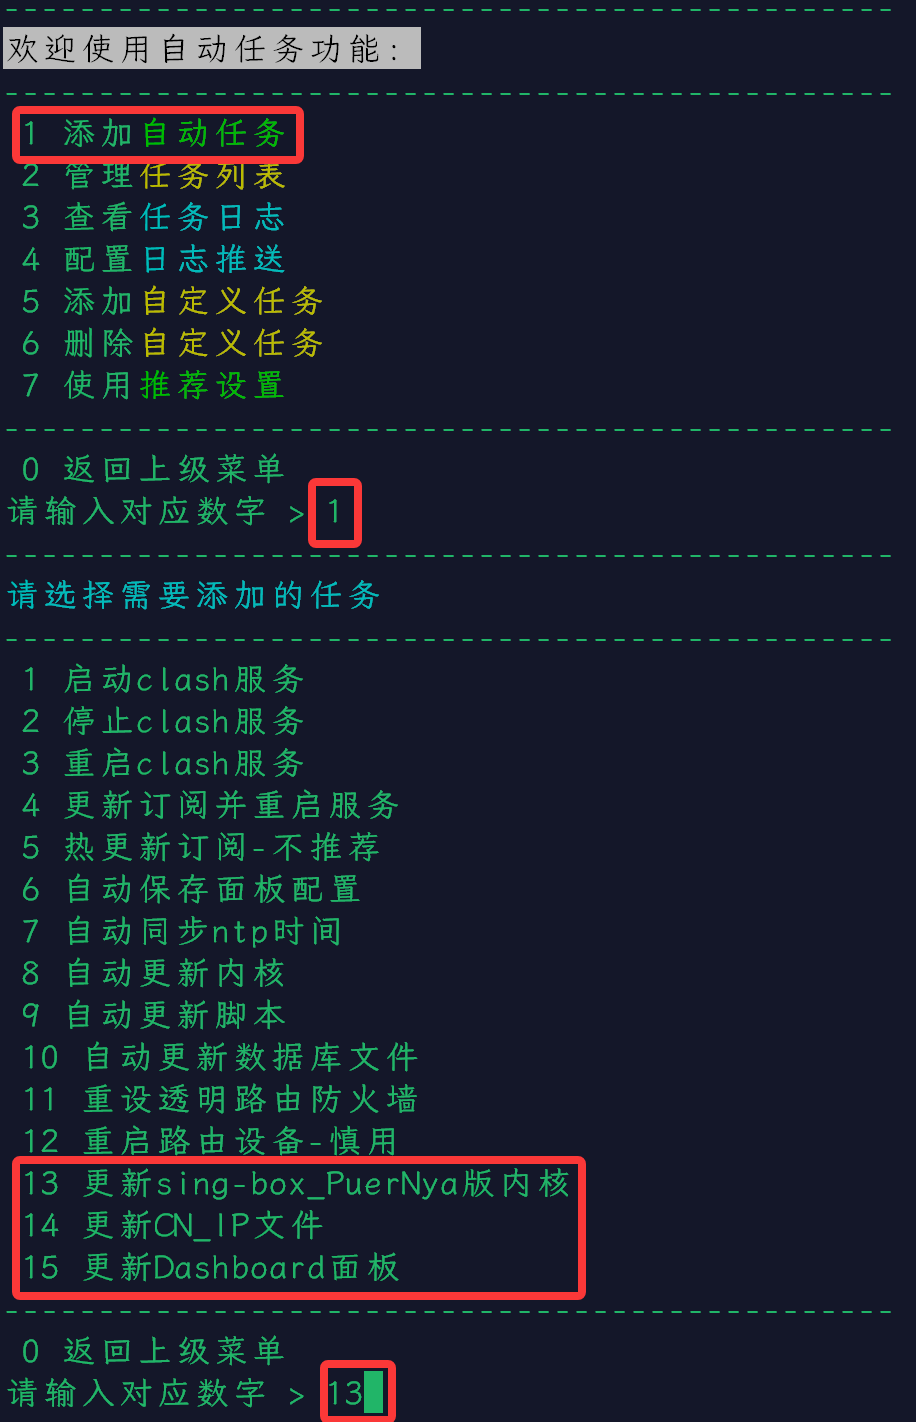 -----------------------------------------------
欢迎使用自动任务功能:
-----------------------------------------------
1 添加自动任务
2 管理任务列表
3 查看任务日志
4 配置日志推送
5 添加自定义任务
6 删除自定义任务
7 使用推荐设置
-----------------------------------------------
0 返回上级菜单
请输入对应数字 > 1
-----------------------------------------------
请选择需要添加的任务
-----------------------------------------------
1 启动clash服务
2 停止clash服务
3 重启clash服务
4 更新订阅并重启服务
5 热更新订阅-不推荐
6 自动保存面板配置
7 自动同步ntp时间
8 自动更新内核
9 自动更新脚本
10 自动更新数据库文件
11 重设透明路由防火墙
12 重启路由设备-慎用
13 更新sing-box_PuerNya版内核
14 更新CN_IP文件
15 更新Dashboard面板
-----------------------------------------------
0 返回上级菜单
请输入对应数字 > 13